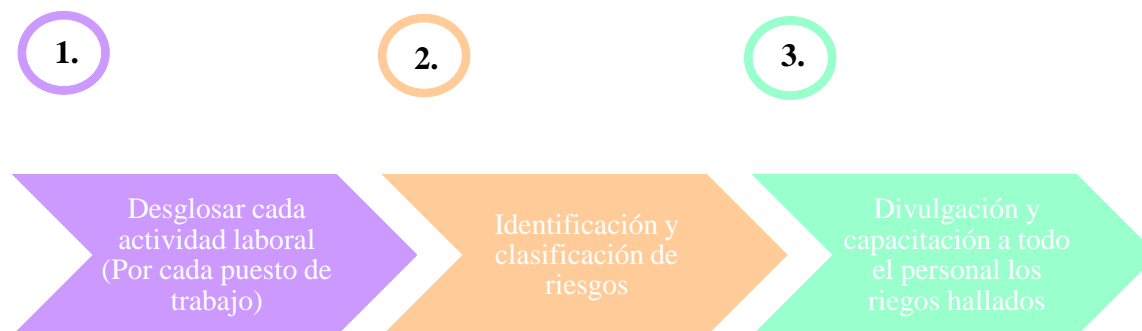 1.
2.
3.
Desglosar cada
actividad laboral
(Por cada puesto de
trabajo)
Identificación y
clasificación de
riesgos
Divulgación y
capacitación a todo
el personal los
riegos hallados